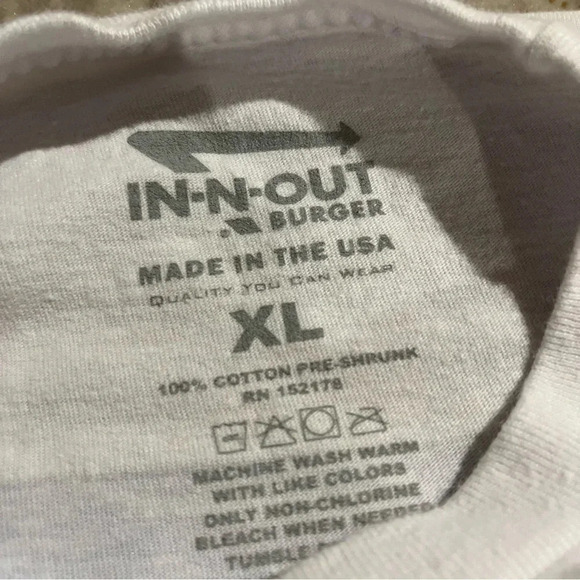 IN-N-OUT
BURGER
MADE IN THE USA
QUALITY YOU CAN WEAR
XL
100% COTTON PRE-SHRUNK
RN 152178
MACHINE WASH WARM
WITH LIKE COLORS
ONLY NON-CHLORINE
BLEACH WHEN NEEDED
TUMBLE